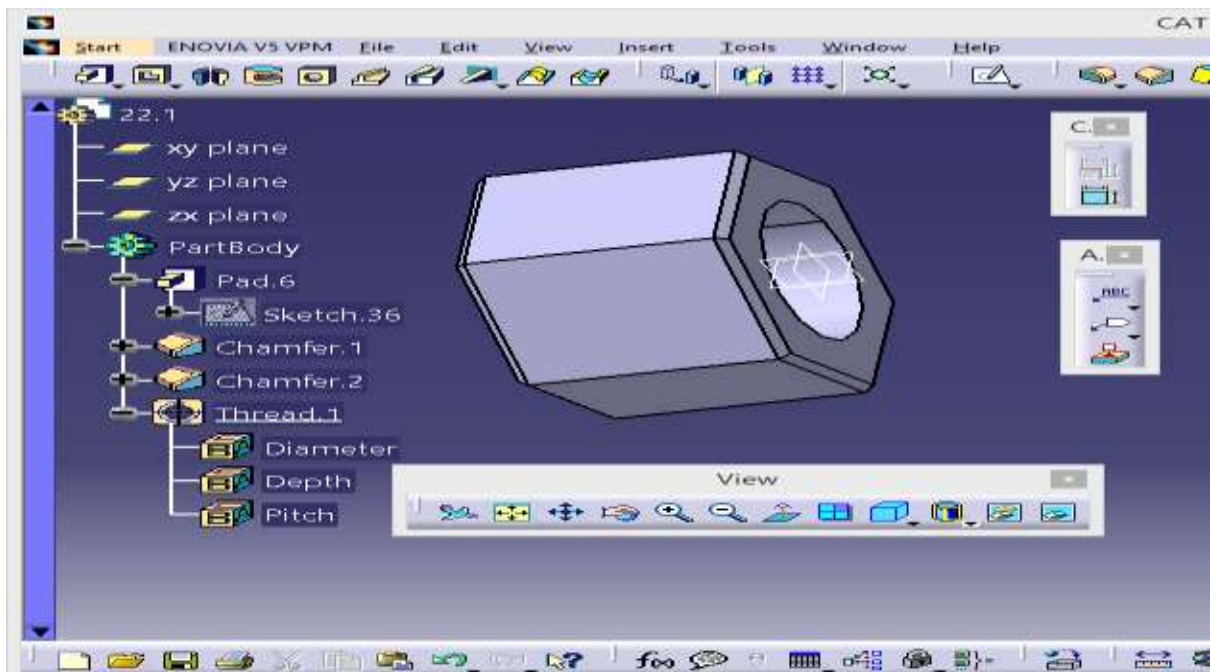 CAT
Start ENOVIA V5 VPM File Edit View Insert Tools Window Help
22.1
xy plane
yz plane
zx plane
PartBody
Pad.6
Sketch.36
Chamfer.1
Chamfer.2
Thread.1
Diameter
Depth
Pitch
C.
A.
ABC
View
f(x)